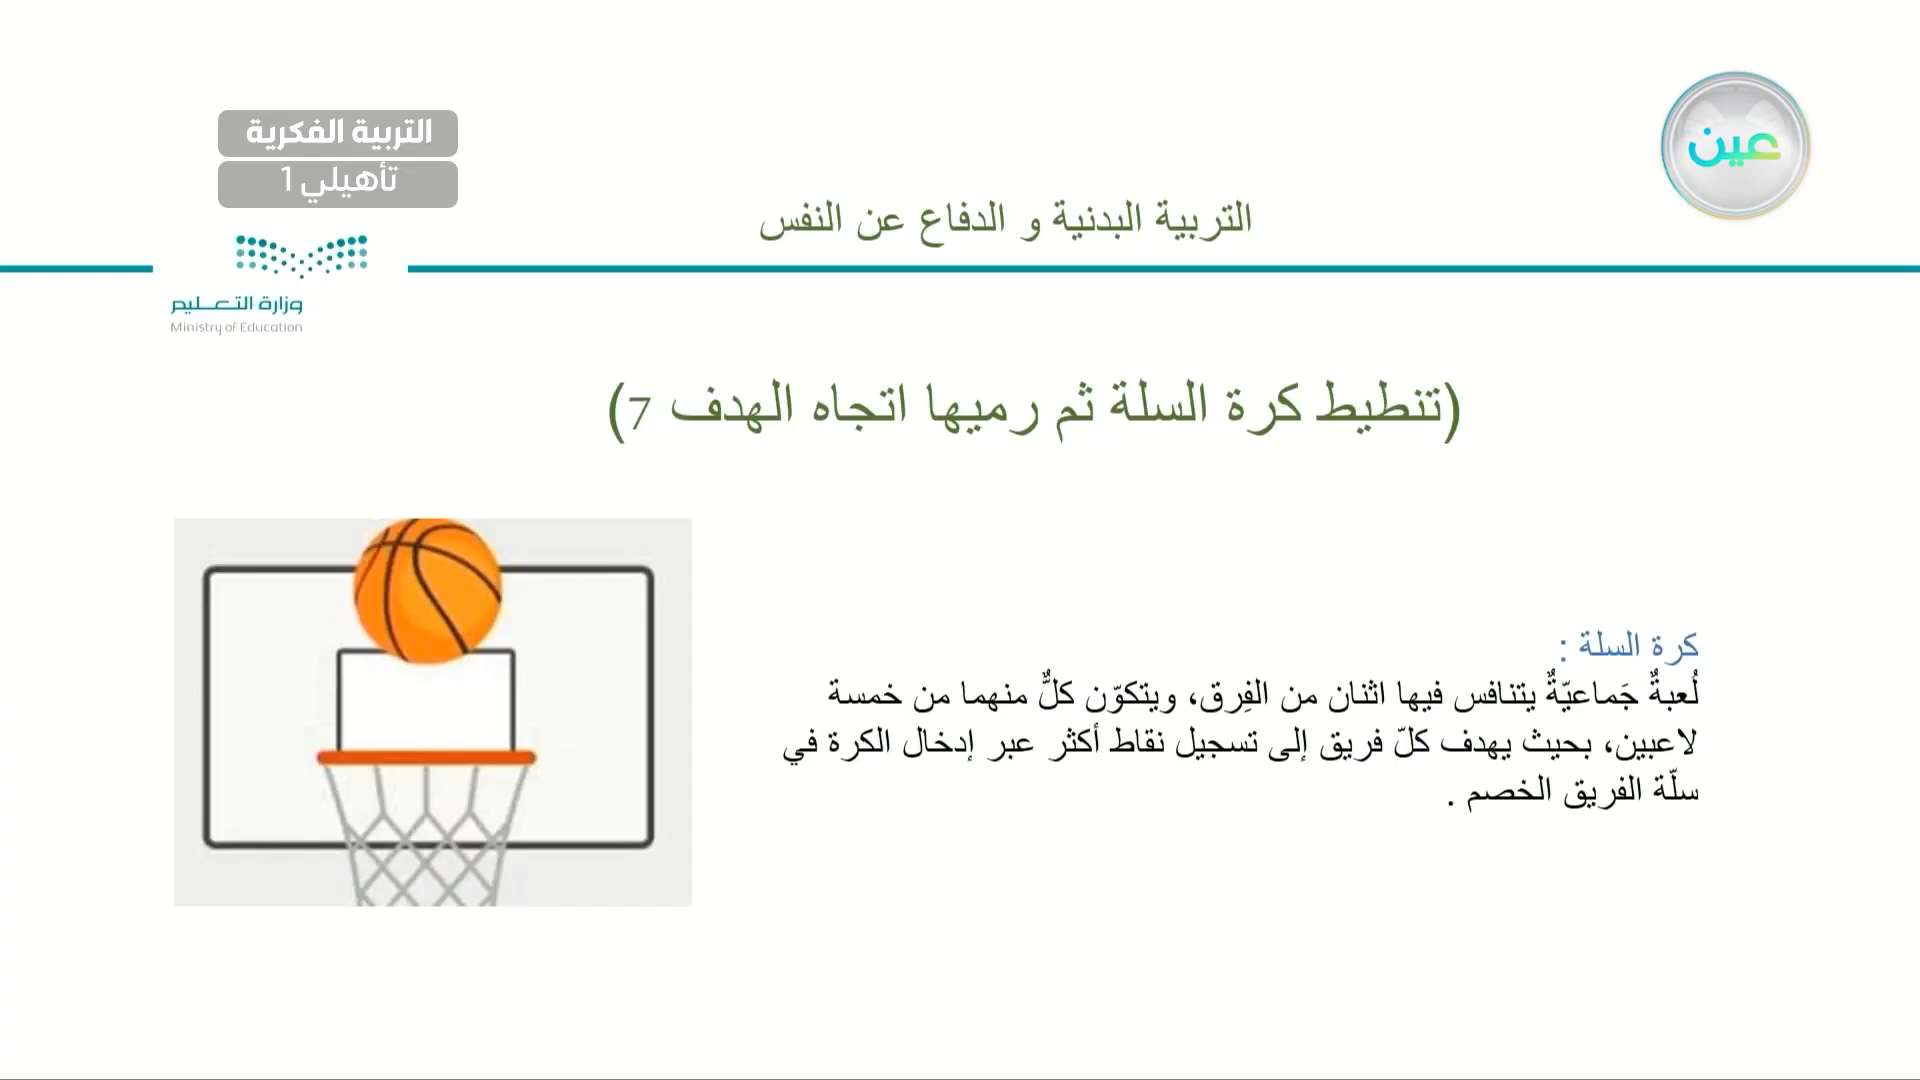 التربية الفكرية
تأهيلي 1
عين
التربية البدنية و الدفاع عن النفس
وزارة التعليم
Ministry of Education
(تنطيط كرة السلة ثم رميها اتجاه الهدف 7)
كرة السلة :
لُعبةٌ جَماعيّةٌ يتنافس فيها اثنان من الفِرق، ويتكوّن كلٌّ منهما من خمسة
لاعبين، بحيث يهدف كلّ فريق إلى تسجيل نقاط أكثر عبر إدخال الكرة في
سلّة الفريق الخصم .